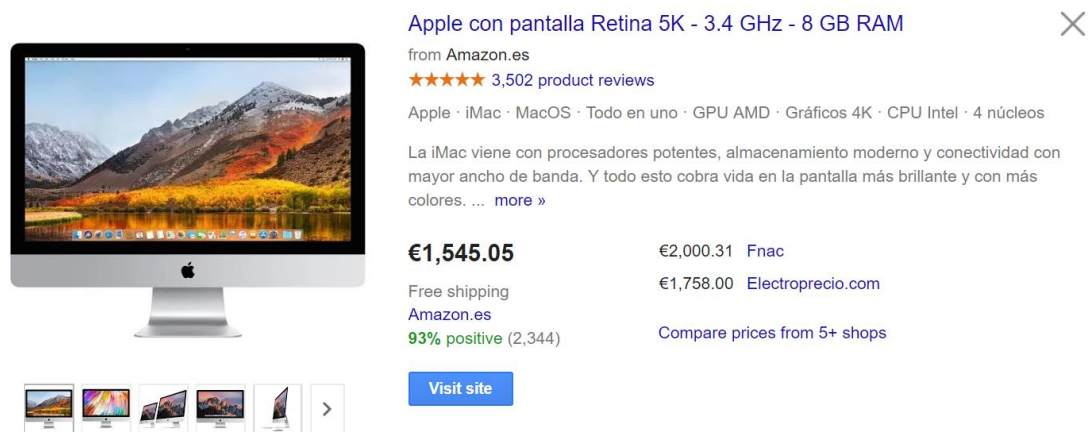 Apple con pantalla Retina 5K - 3.4 GHz - 8 GB RAM
from Amazon.es
3,502 product reviews
Apple · iMac · MacOS · Todo en uno · GPU AMD · Gráficos 4K · CPU Intel · 4 núcleos
La iMac viene con procesadores potentes, almacenamiento moderno y conectividad con
mayor ancho de banda. Y todo esto cobra vida en la pantalla más brillante y con más
colores. ... more »
€1,545.05
Free shipping
Amazon.es
93% positive (2,344)
€2,000.31 Fnac
€1,758.00 Electroprecio.com
Compare prices from 5+ shops
Visit site